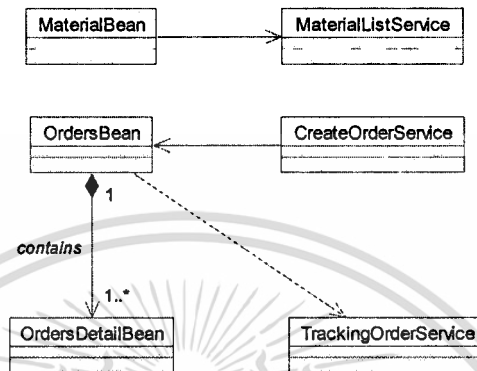 MaterialBean
MaterialListService
OrdersBean
CreateOrderService
1
contains
1..*
OrdersDetailBean
TrackingOrderService